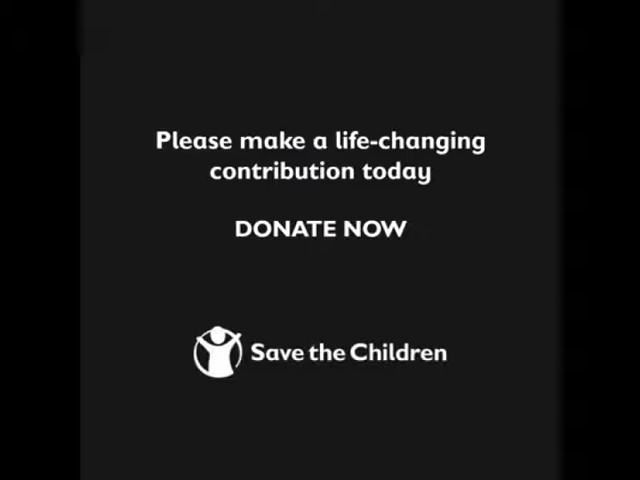 Please make a life-changing
contribution today
DONATE NOW
Save the Children